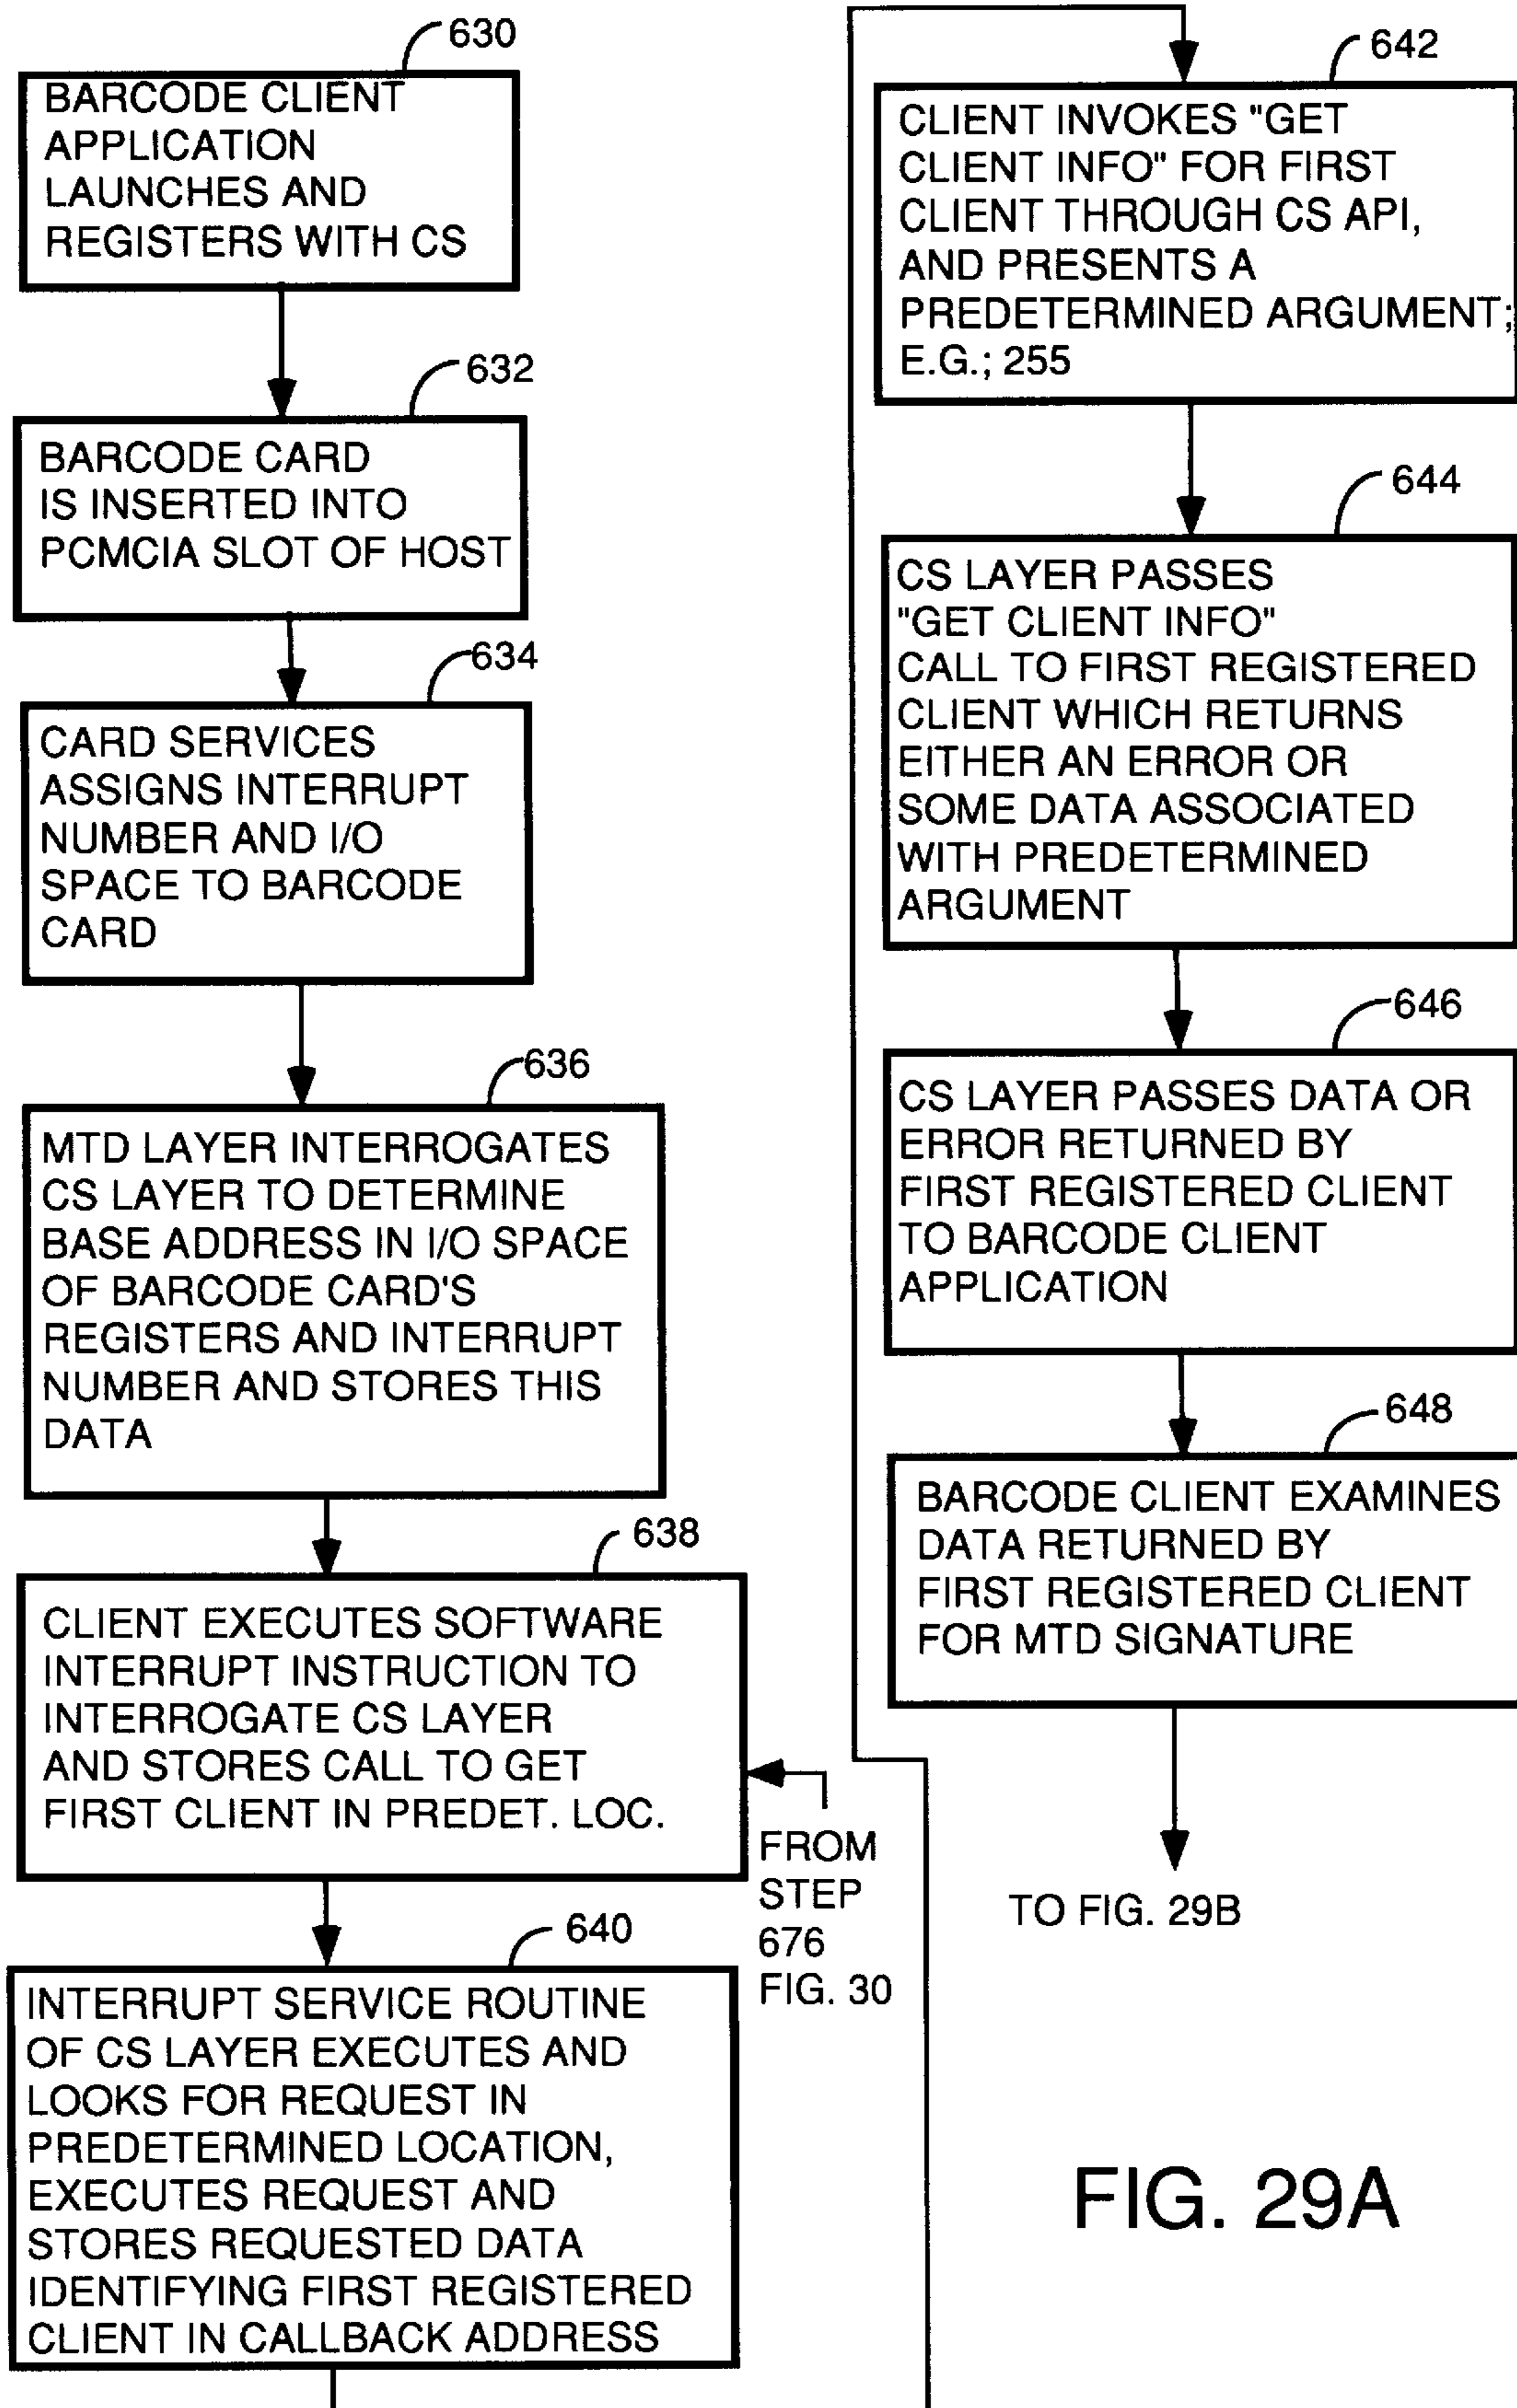 630
BARCODE CLIENT
APPLICATION
LAUNCHES AND
REGISTERS WITH CS
632
BARCODE CARD
IS INSERTED INTO
PCMCIA SLOT OF HOST
634
CARD SERVICES
ASSIGNS INTERRUPT
NUMBER AND I/O
SPACE TO BARCODE
CARD
636
MTD LAYER INTERROGATES
CS LAYER TO DETERMINE
BASE ADDRESS IN I/O SPACE
OF BARCODE CARD'S
REGISTERS AND INTERRUPT
NUMBER AND STORES THIS
DATA
638
CLIENT EXECUTES SOFTWARE
INTERRUPT INSTRUCTION TO
INTERROGATE CS LAYER
AND STORES CALL TO GET
FIRST CLIENT IN PREDET. LOC.
FROM
STEP
676
FIG. 30
640
INTERRUPT SERVICE ROUTINE
OF CS LAYER EXECUTES AND
LOOKS FOR REQUEST IN
PREDETERMINED LOCATION,
EXECUTES REQUEST AND
STORES REQUESTED DATA
IDENTIFYING FIRST REGISTERED
CLIENT IN CALLBACK ADDRESS
642
CLIENT INVOKES "GET
CLIENT INFO" FOR FIRST
CLIENT THROUGH CS API,
AND PRESENTS A
PREDETERMINED ARGUMENT;
E.G.; 255
644
CS LAYER PASSES
"GET CLIENT INFO"
CALL TO FIRST REGISTERED
CLIENT WHICH RETURNS
EITHER AN ERROR OR
SOME DATA ASSOCIATED
WITH PREDETERMINED
ARGUMENT
646
CS LAYER PASSES DATA OR
ERROR RETURNED BY
FIRST REGISTERED CLIENT
TO BARCODE CLIENT
APPLICATION
648
BARCODE CLIENT EXAMINES
DATA RETURNED BY
FIRST REGISTERED CLIENT
FOR MTD SIGNATURE
TO FIG. 29B
FIG. 29A